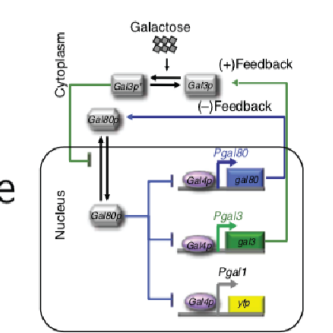 Galactose
Cytoplasm
(+)Feedback
Gal3p*
Gal3p
(−)Feedback
Gal80p
e
Pgal80
Gal4p
gal80
Nucleus
Gal80p
Pgal3
Gal4p
gal3
Pgal1
Gal4p
yfp